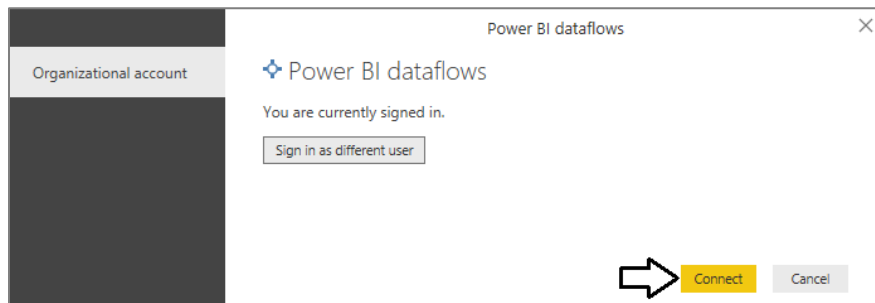 Power BI dataflows
Organizational account
Power BI dataflows
You are currently signed in.
Sign in as different user
Connect
Cancel